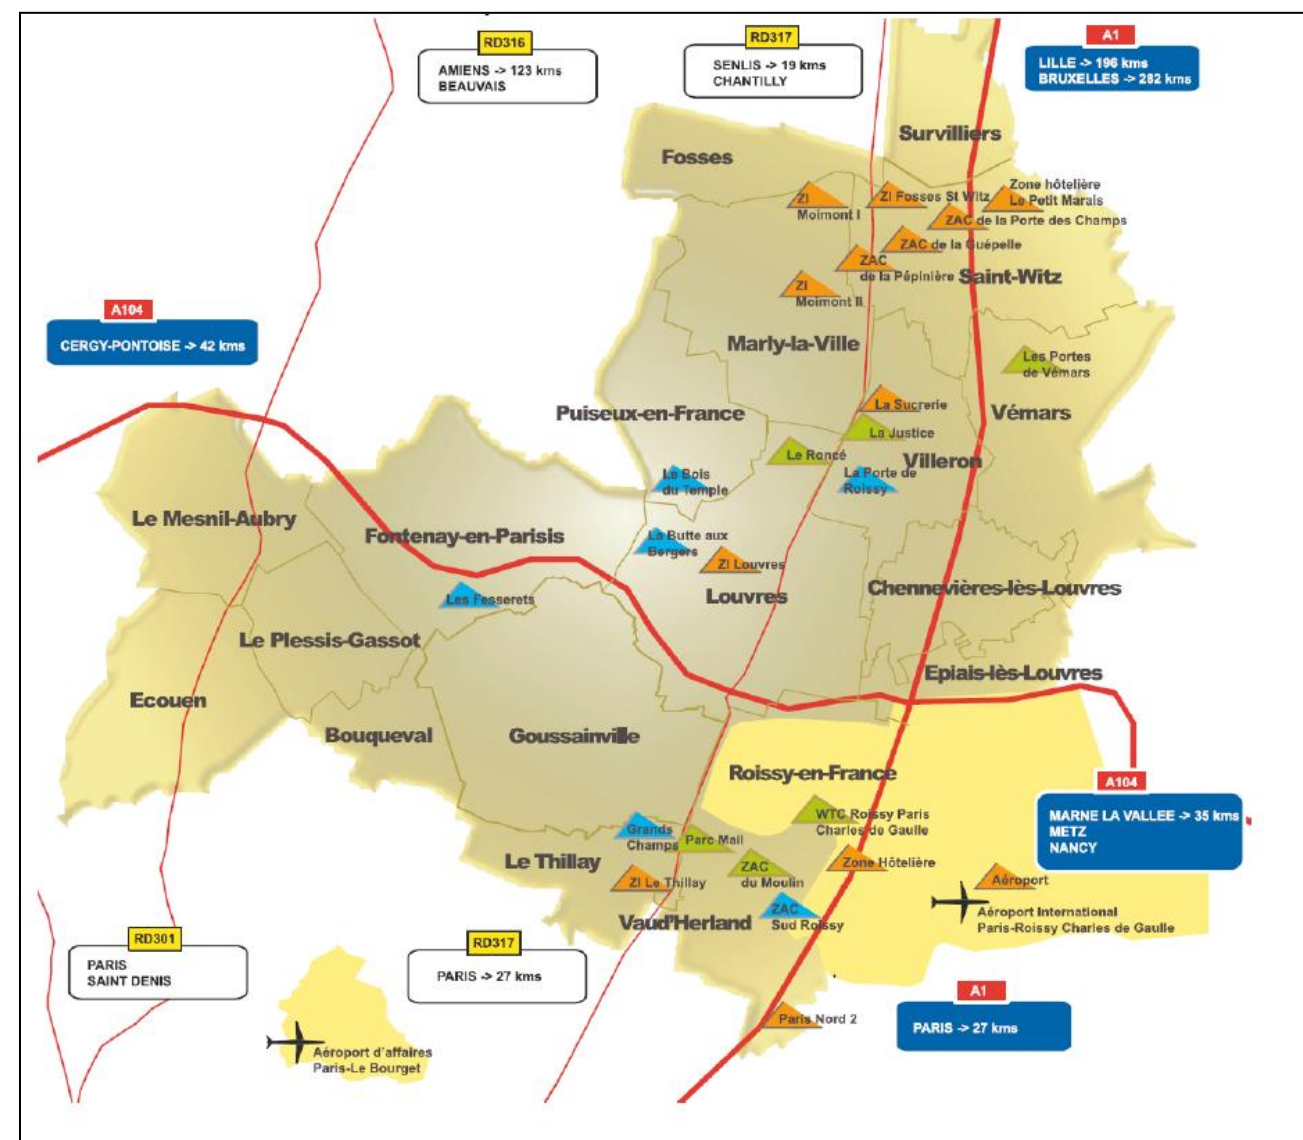 RD316
AMIENS -> 123 kms
BEAUVAIS
RD317
SENLIS -> 19 kms
CHANTILLY
A1
LILLE -> 196 kms
BRUXELLES -> 282 kms
Survilliers
Fosses
ZI
Moimont I
ZI Fosses St Witz
Zone hôtelière
Le Petit Marais
ZAC de la Porte des Champs
ZAC de la Guépelle
ZAC
de la Pépinière
Saint-Witz
ZI
Moimont II
A104
CERGY-PONTOISE -> 42 kms
Marly-la-Ville
Les Portes
de Vémars
Puiseux-en-France
La Sucrerie
Vémars
La Justice
Le Roncé
Villeron
Le Bois
du Temple
La Porte de
Roissy
Le Mesnil-Aubry
Fontenay-en-Parisis
La Butte aux
Bergers
ZI Louvres
Les Fesserets
Louvres
Chennevières-lès-Louvres
Le Plessis-Gassot
Epiais-lès-Louvres
Ecouen
Bouqueval
Goussainville
Roissy-en-France
A104
MARNE LA VALLEE -> 35 kms
METZ
NANCY
WTC Roissy Paris
Charles de Gaulle
Grands
Champs
Parc Mail
Le Thillay
ZAC
du Moulin
Zone Hôtelière
ZI Le Thillay
Aéroport
Vaud'Herland
ZAC
Sud Roissy
Aéroport International
Paris-Roissy Charles de Gaulle
RD301
PARIS
SAINT DENIS
RD317
PARIS -> 27 kms
A1
PARIS -> 27 kms
Paris Nord 2
Aéroport d'affaires
Paris-Le Bourget